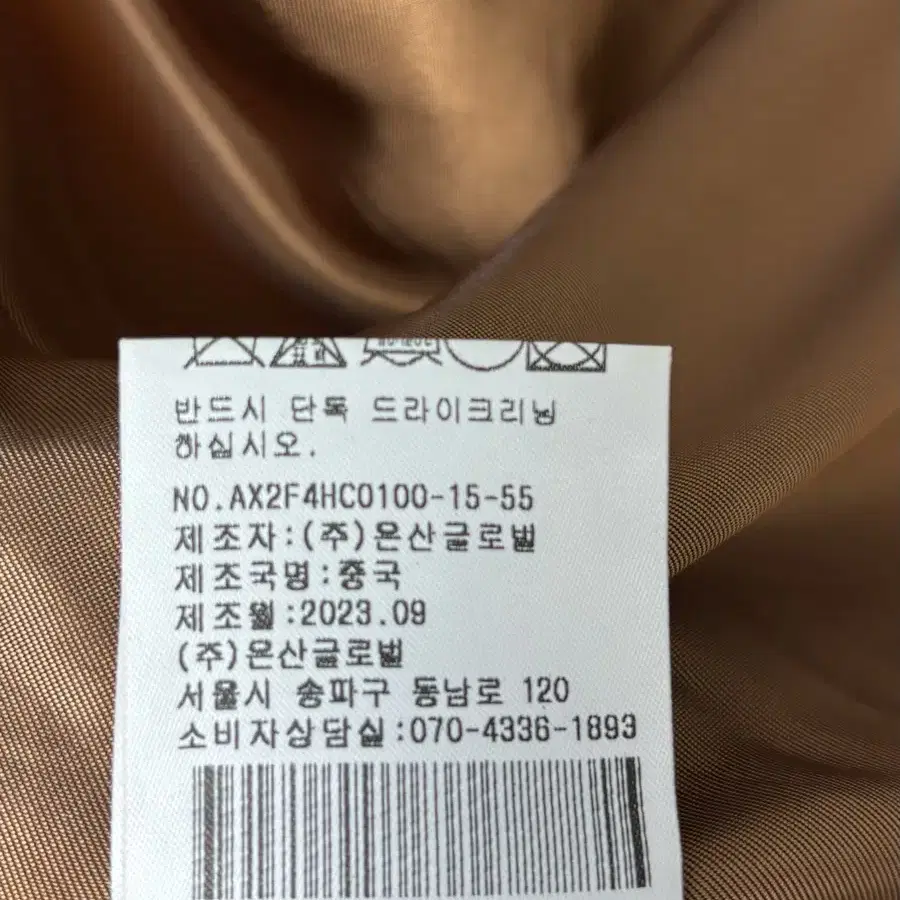 반드시 단독 드라이크리닝
하십시오.
NO.AX2F4HC0100-15-55
제조자:(주)온산글로벌
제조국명:중국
제조월:2023.09
(주)온산글로벌
서울시 송파구 동남로 120
소비자상담실:070-4336-1893